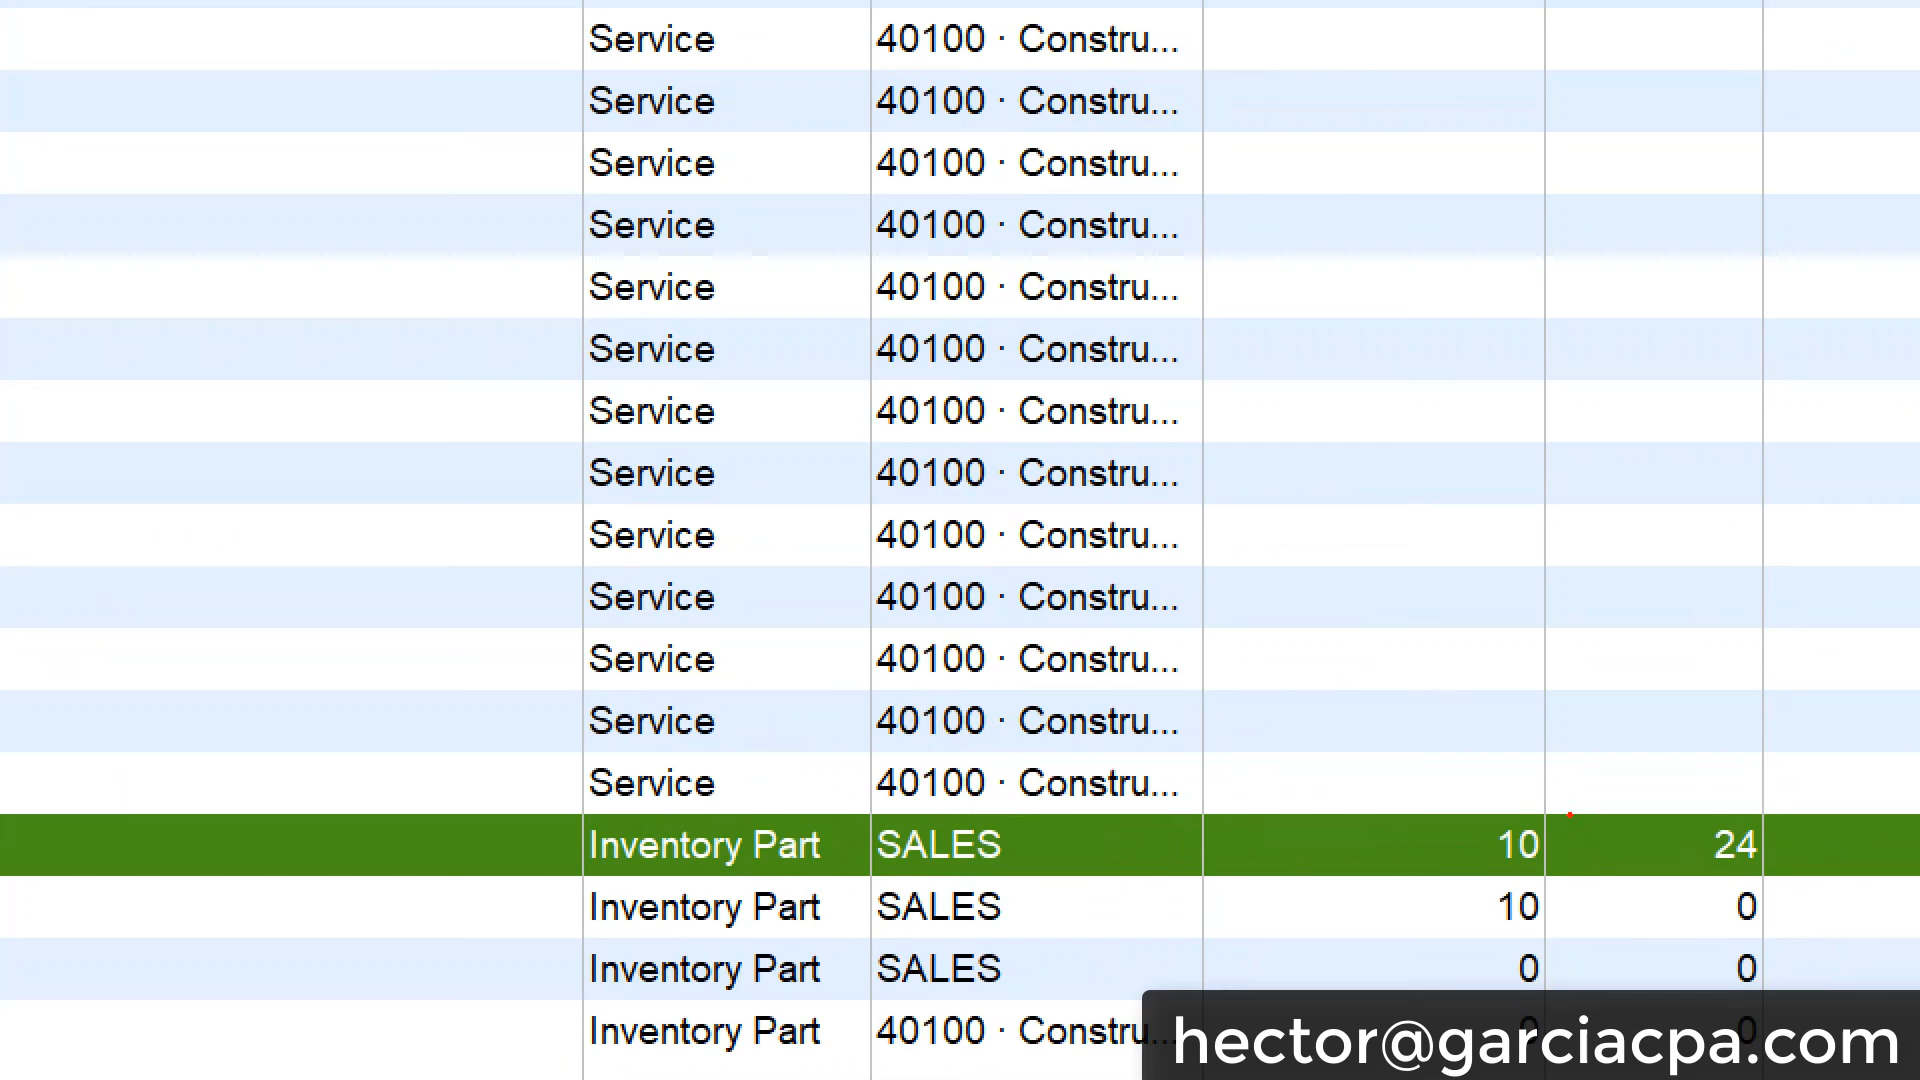 Service 40100 · Constru...
Service 40100 · Constru...
Service 40100 · Constru...
Service 40100 · Constru...
Service 40100 · Constru...
Service 40100 · Constru...
Service 40100 · Constru...
Service 40100 · Constru...
Service 40100 · Constru...
Service 40100 · Constru...
Service 40100 · Constru...
Service 40100 · Constru...
Service 40100 · Constru...
Inventory Part SALES 10 24
Inventory Part SALES 10 0
Inventory Part SALES 0 0
Inventory Part 40100 · Constru... 0 0
hector@garciacpa.com